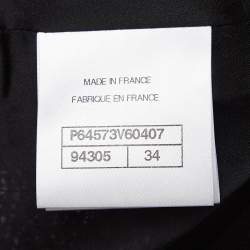 MADE IN FRANCE
FABRIQUE EN FRANCE
P64573V60407
94305 34